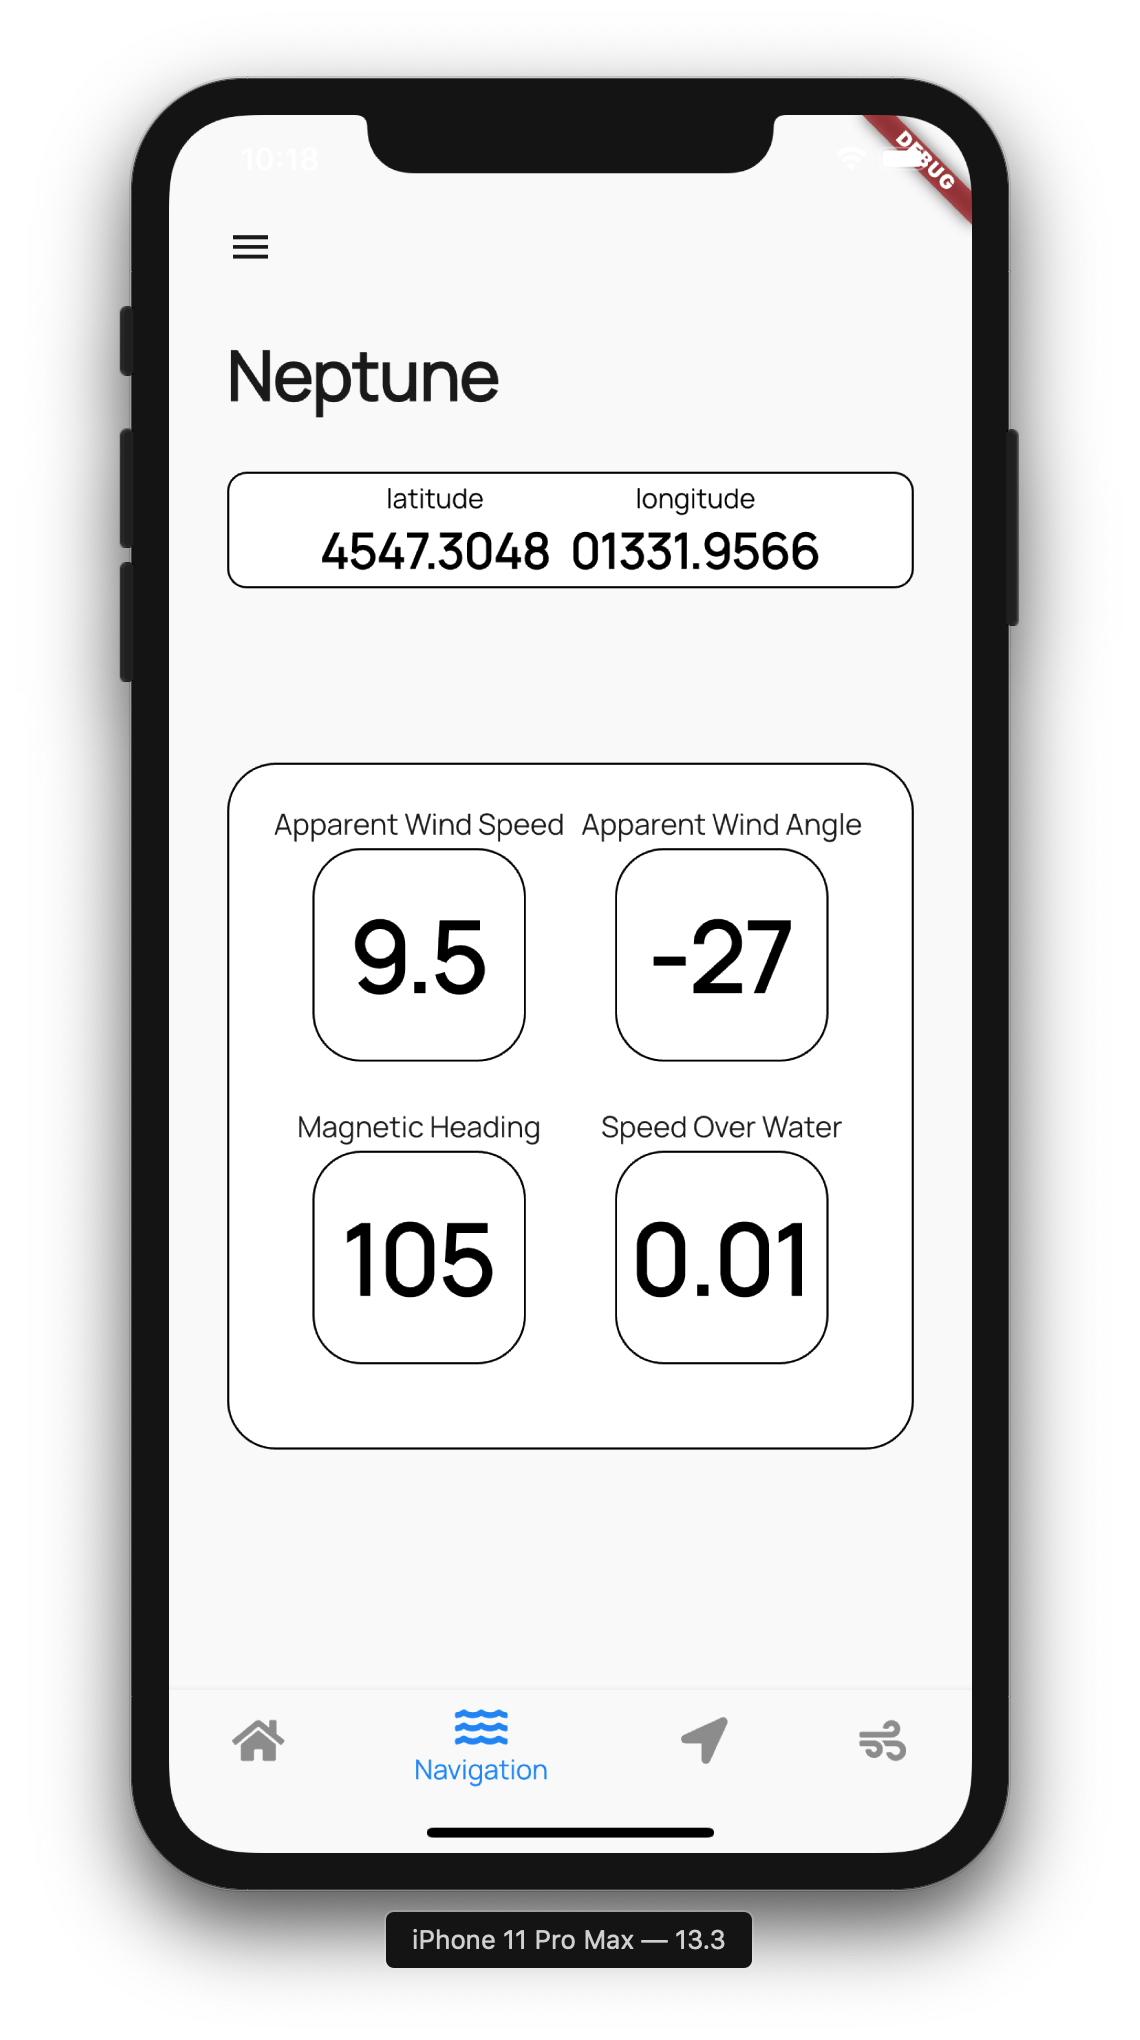 10:18
DEBUG
Neptune
latitude longitude
4547.3048 01331.9566
Apparent Wind Speed Apparent Wind Angle
9.5 -27
Magnetic Heading Speed Over Water
105 0.01
Navigation
iPhone 11 Pro Max — 13.3